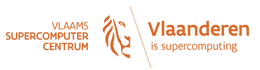 VLAAMS
SUPERCOMPUTER
CENTRUM
Vlaanderen
is supercomputing